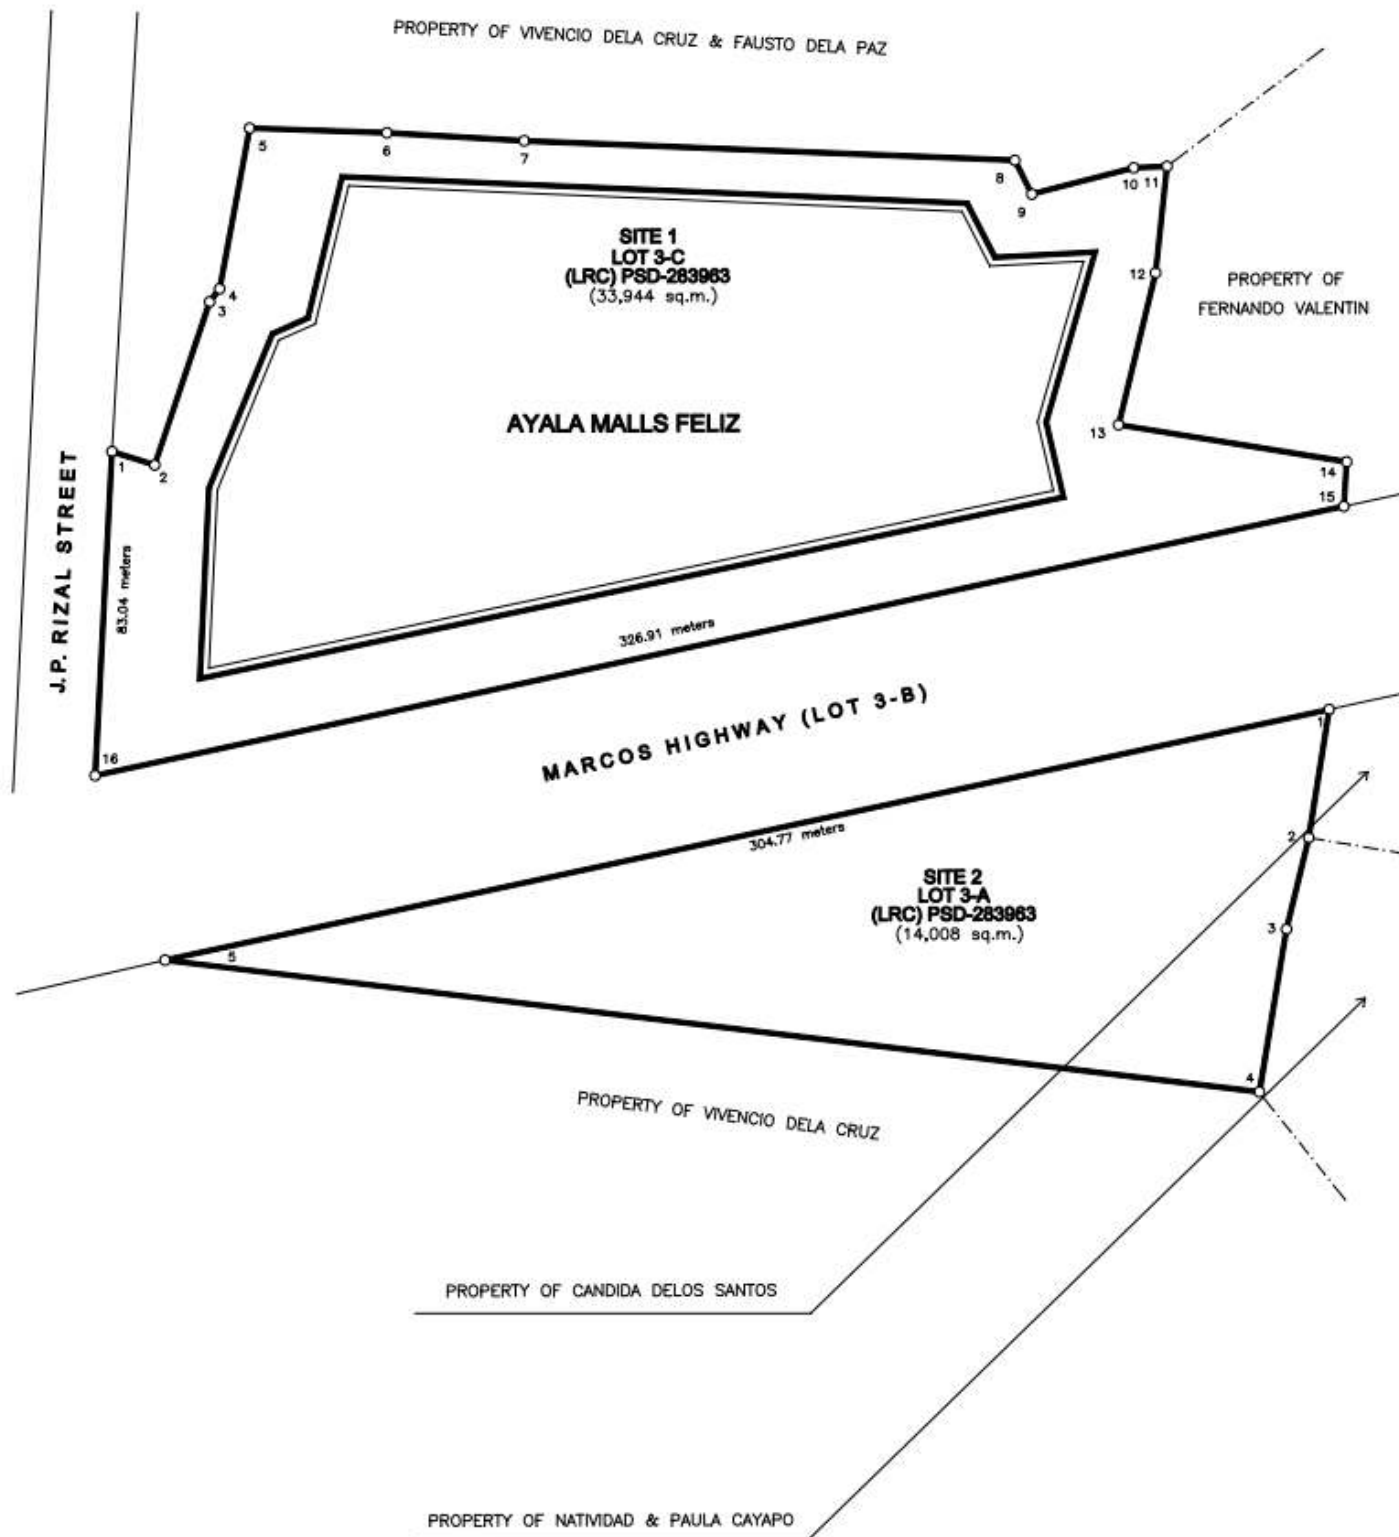 PROPERTY OF VIVENCIO DELA CRUZ & FAUSTO DELA PAZ
5
6
7
8
9
10
11
SITE 1
LOT 3-C
(LRC) PSD-283963
(33,944 sq.m.)
4
3
12
PROPERTY OF
FERNANDO VALENTIN
AYALA MALLS FELIZ
13
1
2
14
15
J.P. RIZAL STREET
83.04 meters
326.91 meters
16
MARCOS HIGHWAY (LOT 3-B)
1
304.77 meters
2
SITE 2
LOT 3-A
(LRC) PSD-283963
(14,008 sq.m.)
3
5
4
PROPERTY OF VIVENCIO DELA CRUZ
PROPERTY OF CANDIDA DELOS SANTOS
PROPERTY OF NATIVIDAD & PAULA CAYAPO